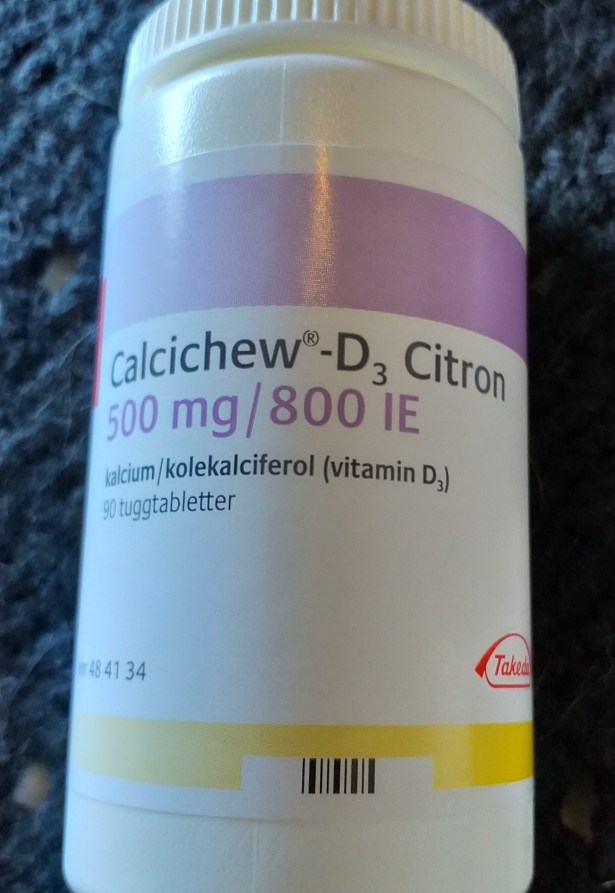 Calcichew®-D₃ Citron
500 mg/800 IE
kalcium/kolekalciferol (vitamin D₃)
90 tuggtabletter
48 41 34
Takeda